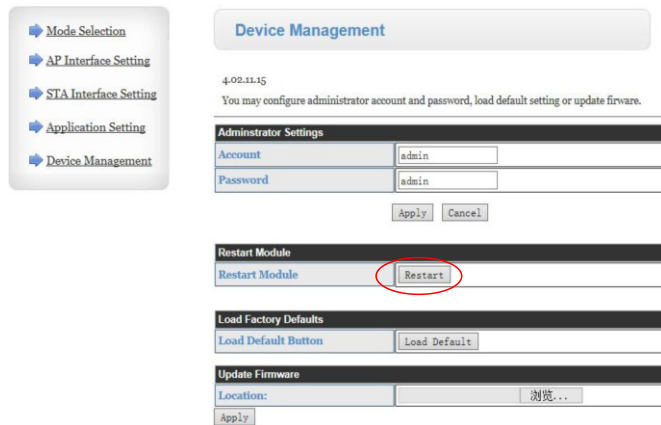 Mode Selection
AP Interface Setting
STA Interface Setting
Application Setting
Device Management
Device Management
4.02.11.15
You may configure administrator account and password, load default setting or update firware.
Adminstrator Settings
Account admin
Password admin
Apply Cancel
Restart Module
Restart Module Restart
Load Factory Defaults
Load Default Button Load Default
Update Firmware
Location: 浏览...
Apply